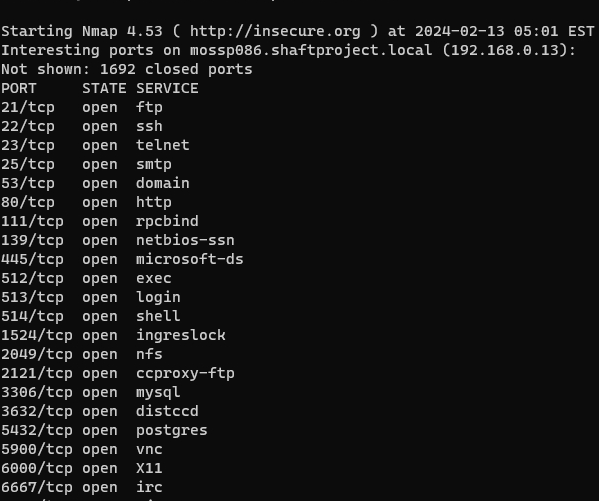 Starting Nmap 4.53 ( http://insecure.org ) at 2024-02-13 05:01 EST
Interesting ports on mossp086.shaftproject.local (192.168.0.13):
Not shown: 1692 closed ports
PORT STATE SERVICE
21/tcp open ftp
22/tcp open ssh
23/tcp open telnet
25/tcp open smtp
53/tcp open domain
80/tcp open http
111/tcp open rpcbind
139/tcp open netbios-ssn
445/tcp open microsoft-ds
512/tcp open exec
513/tcp open login
514/tcp open shell
1524/tcp open ingreslock
2049/tcp open nfs
2121/tcp open ccproxy-ftp
3306/tcp open mysql
3632/tcp open distccd
5432/tcp open postgres
5900/tcp open vnc
6000/tcp open X11
6667/tcp open irc